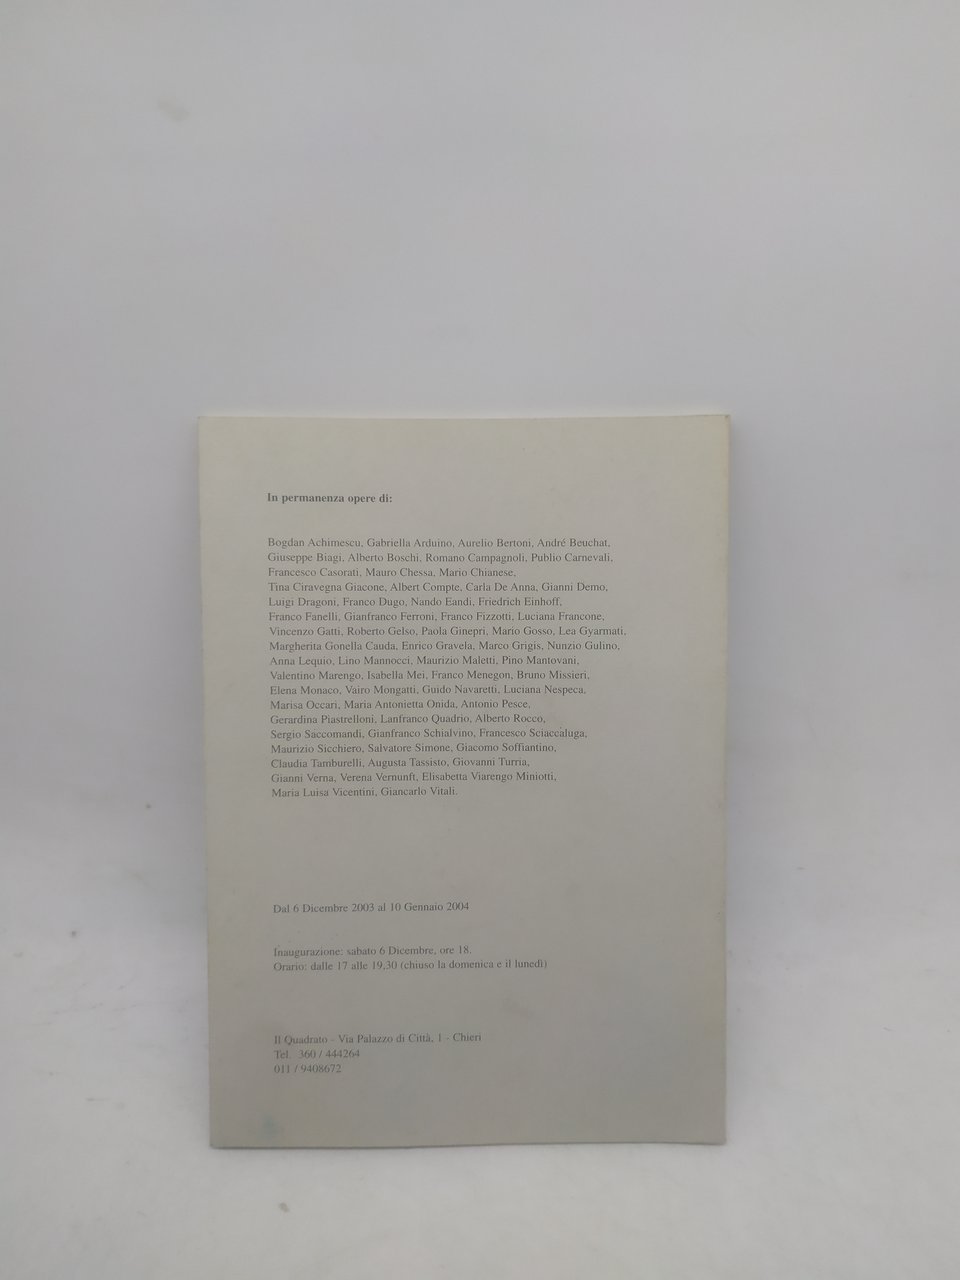 In permanenza opere di:
Bogdan Achimescu, Gabriella Arduino, Aurelio Bertoni, André Beuchat,
Giuseppe Biagi, Alberto Boschi, Romano Campagnoli, Publio Carnevali,
Francesco Casorati, Mauro Chessa, Mario Chianese,
Tina Ciravegna Giacone, Albert Compte, Carla De Anna, Gianni Demo,
Luigi Dragoni, Franco Dugo, Nando Eandi, Friedrich Einhoff,
Franco Fanelli, Gianfranco Ferroni, Franco Fizzotti, Luciana Francone,
Vincenzo Gatti, Roberto Gelso, Paola Ginepri, Mario Gosso, Lea Gyarmati,
Margherita Gonella Cauda, Enrico Gravela, Marco Grigis, Nunzio Gulino,
Anna Lequio, Lino Mannocci, Maurizio Maletti, Pino Mantovani,
Valentino Marengo, Isabella Mei, Franco Menegon, Bruno Missieri,
Elena Monaco, Vairo Mongatti, Guido Navaretti, Luciana Nespeca,
Marisa Occari, Maria Antonietta Onida, Antonio Pesce,
Gerardina Piastrelloni, Lanfranco Quadrio, Alberto Rocco,
Sergio Saccomandi, Gianfranco Schialvino, Francesco Sciaccaluga,
Maurizio Sicchiero, Salvatore Simone, Giacomo Soffiantino,
Claudia Tamburelli, Augusta Tassisto, Giovanni Turria,
Gianni Verna, Verena Vernunft, Elisabetta Viarengo Miniotti,
Maria Luisa Vicentini, Giancarlo Vitali.
Dal 6 Dicembre 2003 al 10 Gennaio 2004
Inaugurazione: sabato 6 Dicembre, ore 18.
Orario: dalle 17 alle 19,30 (chiuso la domenica e il lunedì)
Il Quadrato - Via Palazzo di Città, 1 - Chieri
Tel. 360 / 444264
011 / 9408672